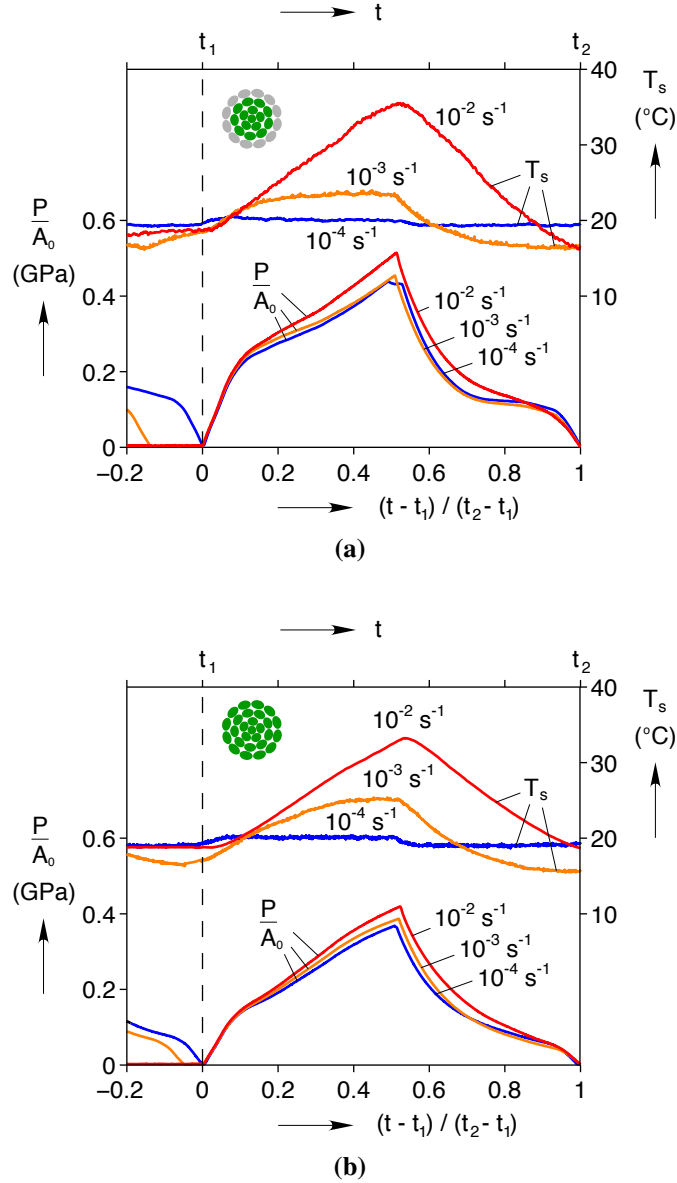 t
t₁ t₂
40 Tₛ
(°C)
10⁻² s⁻¹
30
10⁻³ s⁻¹ Tₛ
P/A₀ 0.6 20
(GPa) 10⁻⁴ s⁻¹
P/A₀
0.4 10⁻² s⁻¹ 10
10⁻³ s⁻¹
10⁻⁴ s⁻¹
0.2
0
−0.2 0 0.2 0.4 0.6 0.8 1
(t - t₁) / (t₂ - t₁)
(a)
t
t₁ t₂
40 Tₛ
(°C)
10⁻² s⁻¹
30
10⁻³ s⁻¹ Tₛ
10⁻⁴ s⁻¹
P/A₀ 0.6 20
(GPa)
P/A₀
0.4 10⁻² s⁻¹ 10
10⁻³ s⁻¹
10⁻⁴ s⁻¹
0.2
0
-0.2 0 0.2 0.4 0.6 0.8 1
(t - t₁) / (t₂ - t₁)
(b)